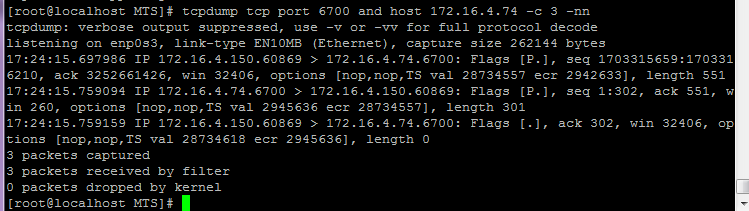 [root@localhost MTS]# tcpdump tcp port 6700 and host 172.16.4.74 -c 3 -nn
tcpdump: verbose output suppressed, use -v or -vv for full protocol decode
listening on enp0s3, link-type EN10MB (Ethernet), capture size 262144 bytes
17:24:15.697986 IP 172.16.4.150.60869 > 172.16.4.74.6700: Flags [P.], seq 1703315659:170331
6210, ack 3252661426, win 32406, options [nop,nop,TS val 28734557 ecr 2942633], length 551
17:24:15.759094 IP 172.16.4.74.6700 > 172.16.4.150.60869: Flags [P.], seq 1:302, ack 551, w
in 260, options [nop,nop,TS val 2945636 ecr 28734557], length 301
17:24:15.759159 IP 172.16.4.150.60869 > 172.16.4.74.6700: Flags [.], ack 302, win 32406, op
tions [nop,nop,TS val 28734618 ecr 2945636], length 0
3 packets captured
3 packets received by filter
0 packets dropped by kernel
[root@localhost MTS]#